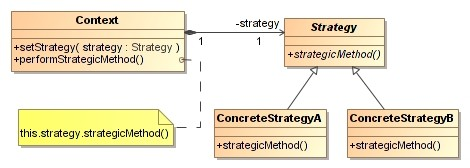 Context
+setStrategy( strategy : Strategy )
+performStrategicMethod()
-strategy
1
1
Strategy
+strategicMethod()
this.strategy.strategicMethod()
ConcreteStrategyA
+strategicMethod()
ConcreteStrategyB
+strategicMethod()